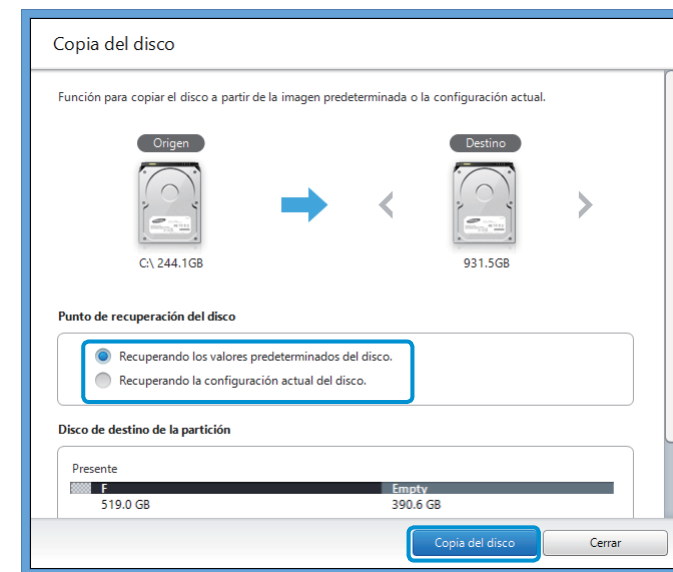 Copia del disco
Función para copiar el disco a partir de la imagen predeterminada o la configuración actual.
Origen
Destino
C:\ 244.1GB
931.5GB
Punto de recuperación del disco
Recuperando los valores predeterminados del disco.
Recuperando la configuración actual del disco.
Disco de destino de la partición
Presente
F
Empty
519.0 GB
390.6 GB
Copia del disco
Cerrar